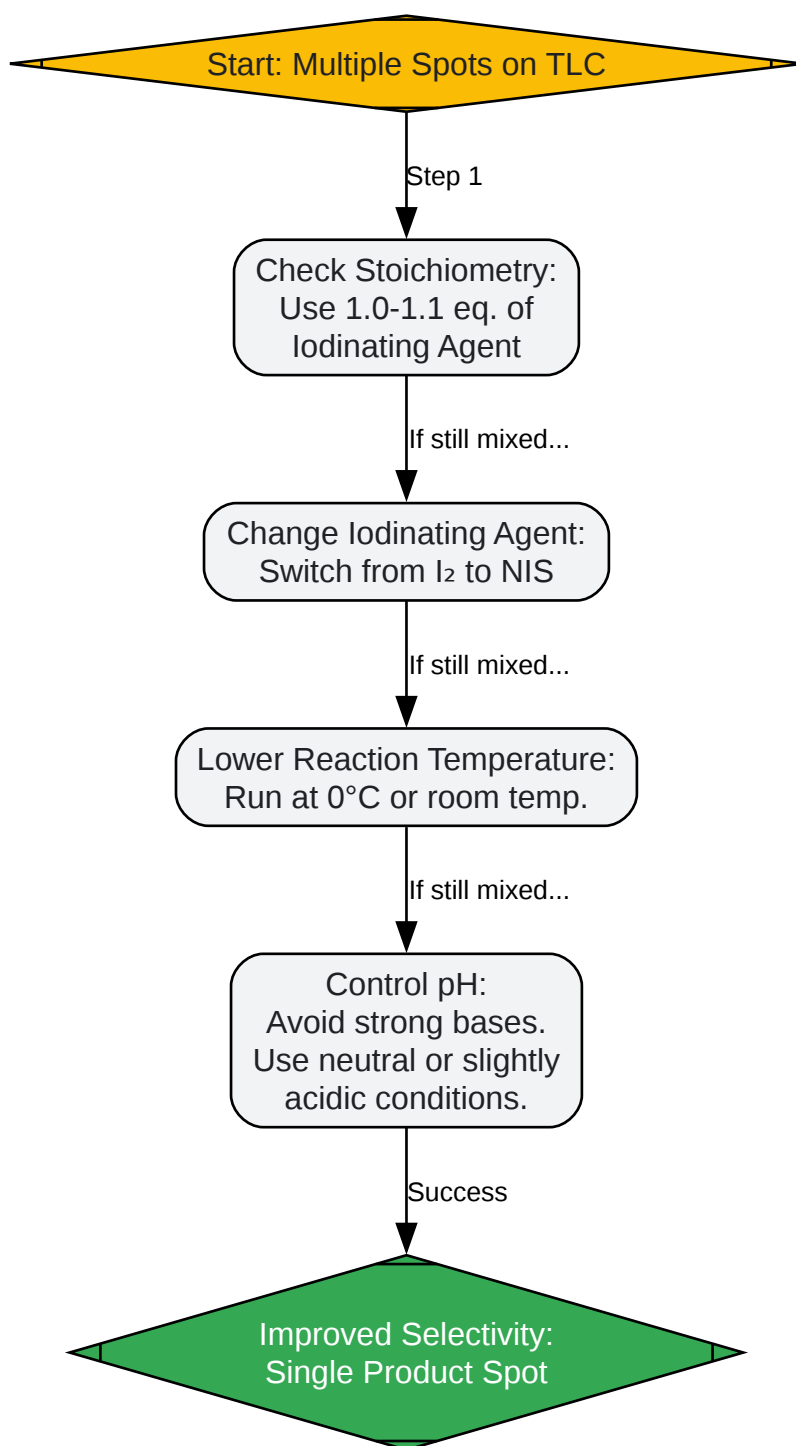 Start: Multiple Spots on TLC
Step 1
Check Stoichiometry:
Use 1.0-1.1 eq. of
Iodinating Agent
If still mixed...
Change Iodinating Agent:
Switch from I₂ to NIS
If still mixed...
Lower Reaction Temperature:
Run at 0°C or room temp.
If still mixed...
Control pH:
Avoid strong bases.
Use neutral or slightly
acidic conditions.
Success
Improved Selectivity:
Single Product Spot